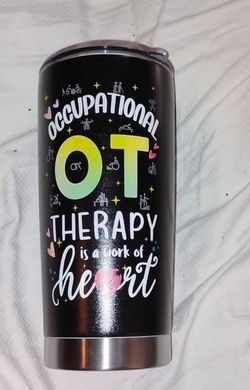 OCCUPATIONAL
OT
THERAPY
is a work of
heart